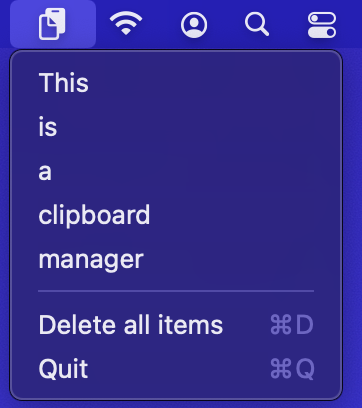 This
is
a
clipboard
manager
Delete all items ⌘D
Quit ⌘Q